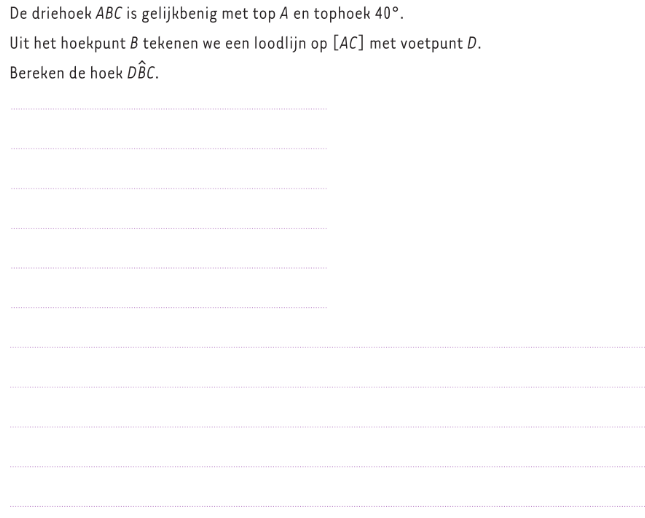 De driehoek ABC is gelijkbenig met top A en tophoek 40°.
Uit het hoekpunt B tekenen we een loodlijn op [AC] met voetpunt D.
Bereken de hoek DB̂C.